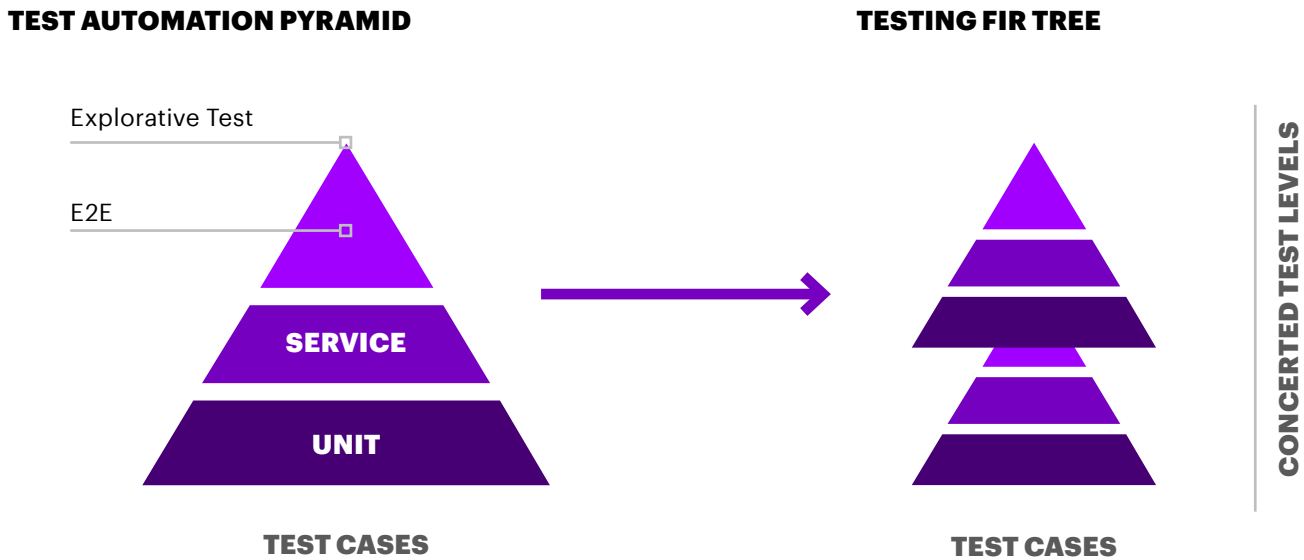 TEST AUTOMATION PYRAMID
TESTING FIR TREE
Explorative Test
E2E
SERVICE
UNIT
TEST CASES
TEST CASES
CONCERTED TEST LEVELS